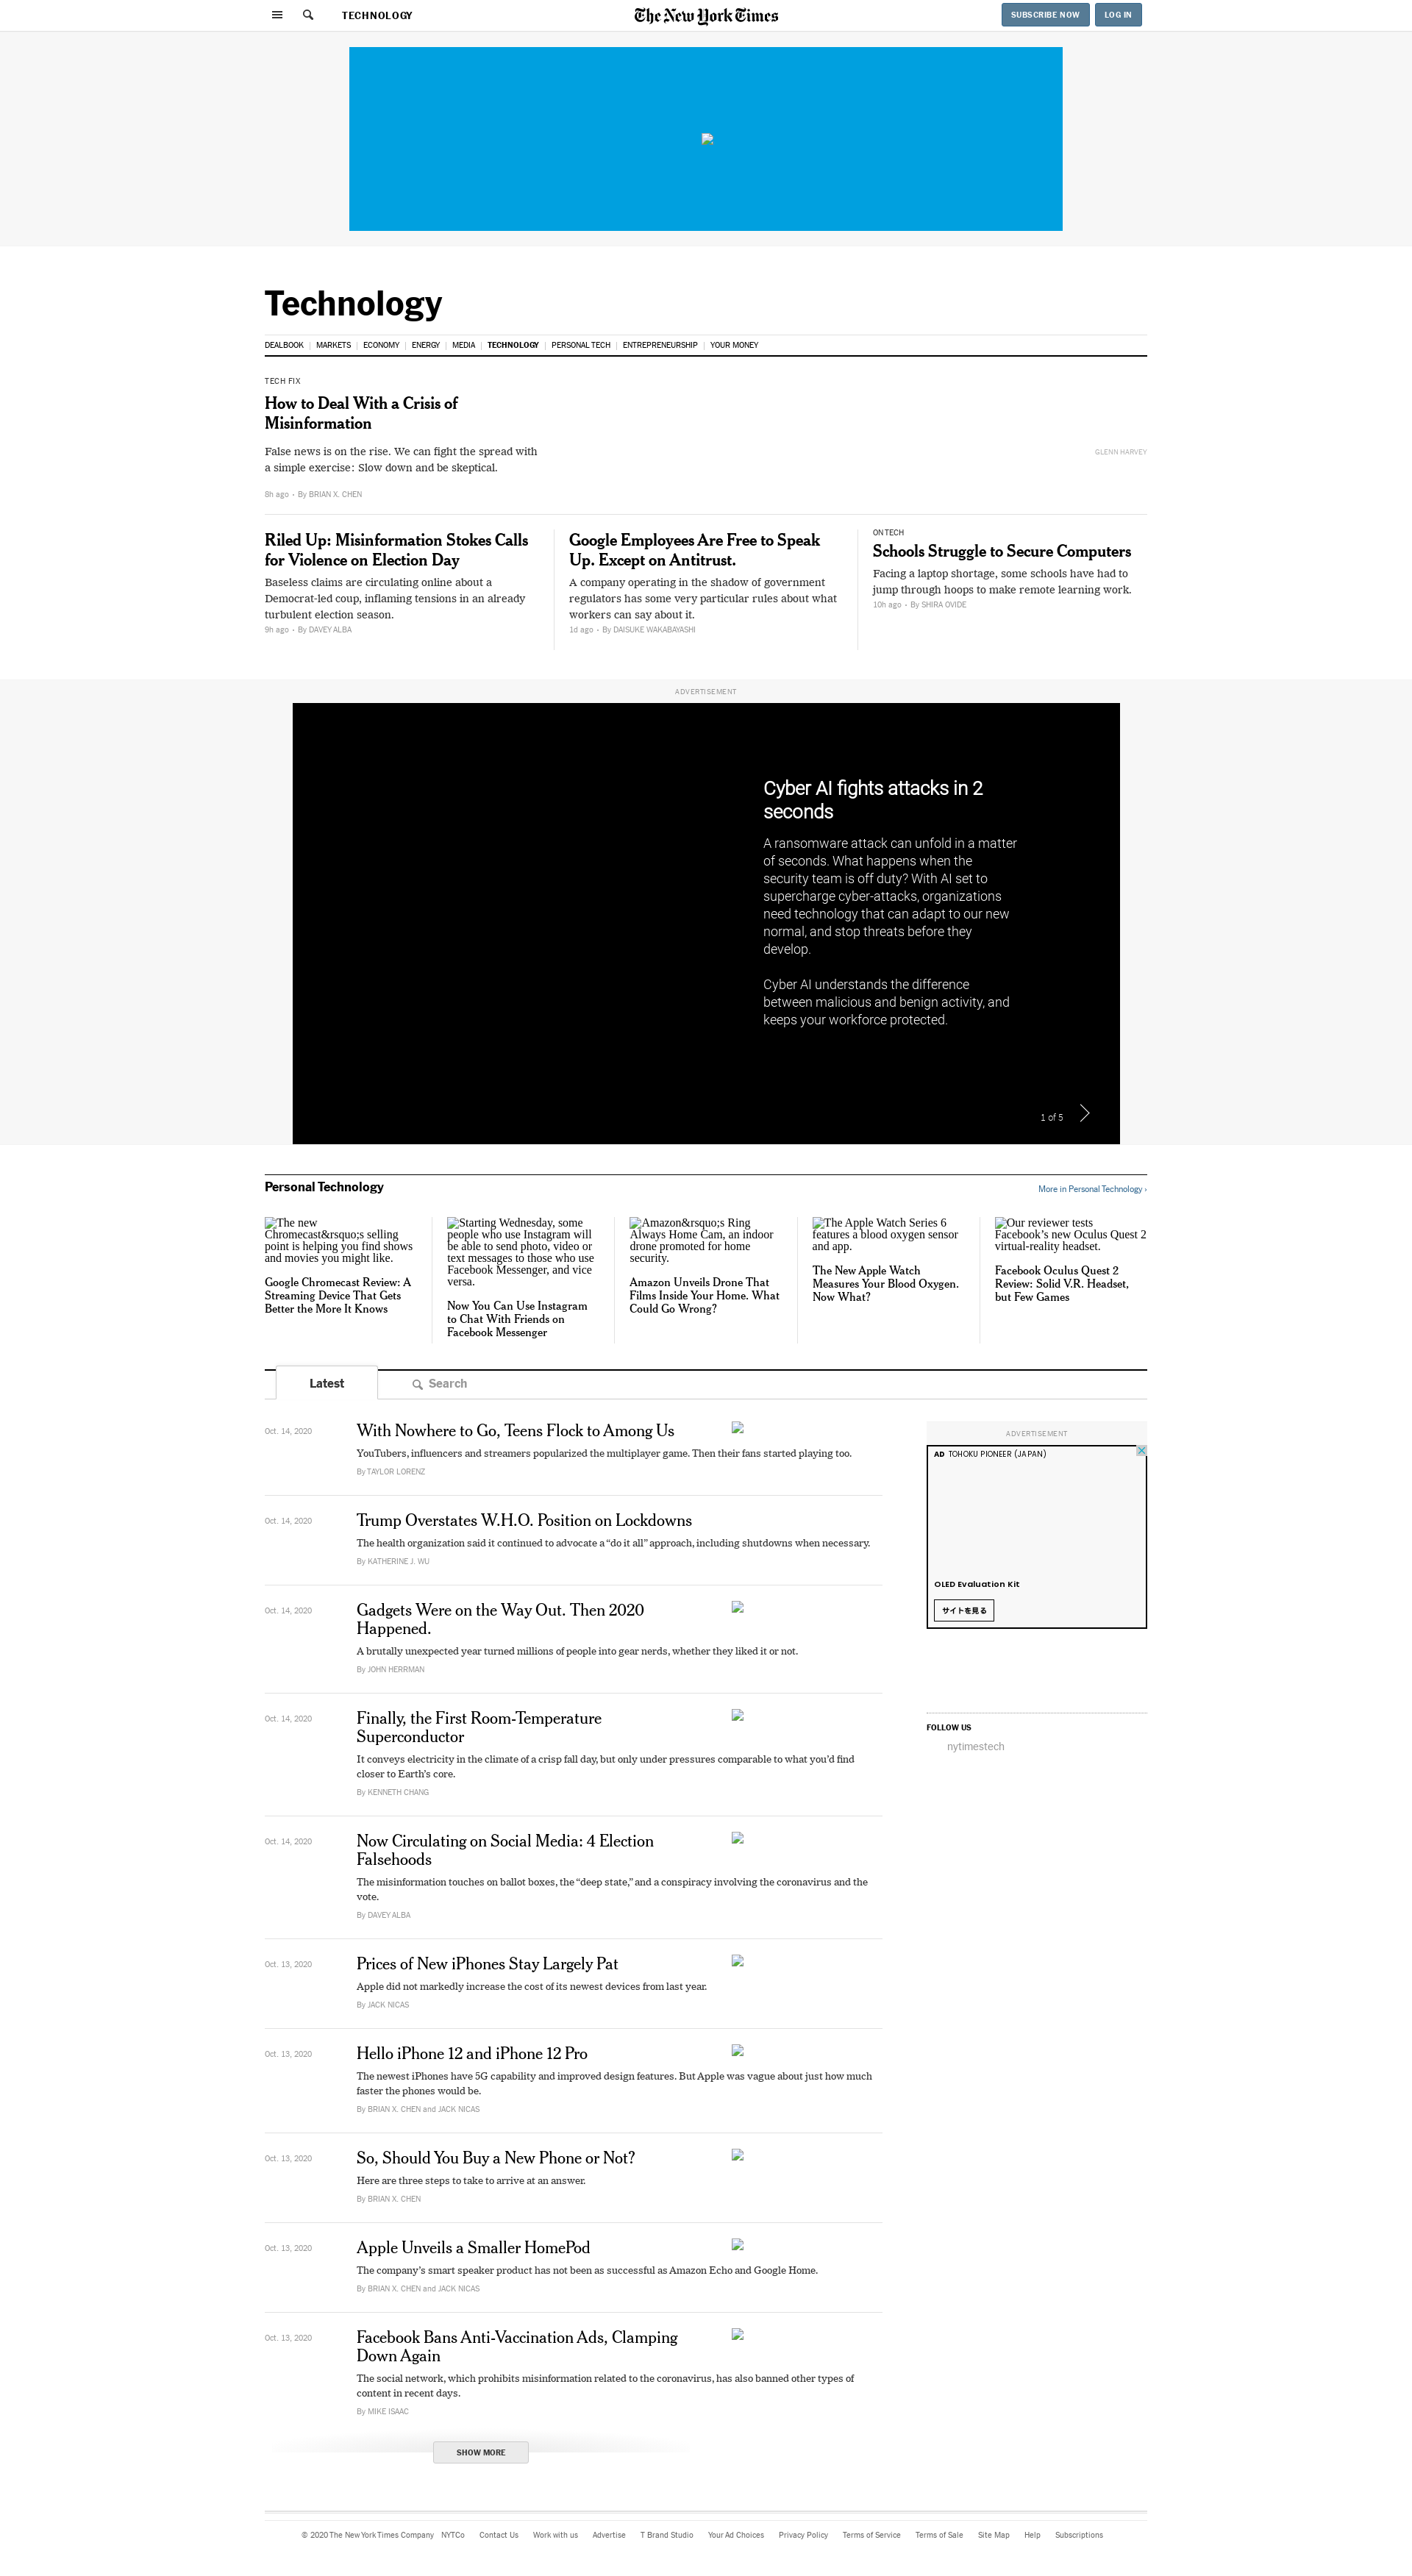 TECHNOLOGY
The New York Times
SUBSCRIBE NOW
LOG IN
Technology
DEALBOOK
MARKETS
ECONOMY
ENERGY
MEDIA
TECHNOLOGY
PERSONAL TECH
ENTREPRENEURSHIP
YOUR MONEY
TECH FIX
How to Deal With a Crisis of
Misinformation
False news is on the rise. We can fight the spread with
a simple exercise: Slow down and be skeptical.
8h ago • By BRIAN X. CHEN
GLENN HARVEY
Riled Up: Misinformation Stokes Calls
for Violence on Election Day
Baseless claims are circulating online about a
Democrat-led coup, inflaming tensions in an already
turbulent election season.
9h ago • By DAVEY ALBA
Google Employees Are Free to Speak
Up. Except on Antitrust.
A company operating in the shadow of government
regulators has some very particular rules about what
workers can say about it.
1d ago • By DAISUKE WAKABAYASHI
ON TECH
Schools Struggle to Secure Computers
Facing a laptop shortage, some schools have had to
jump through hoops to make remote learning work.
10h ago • By SHIRA OVIDE
ADVERTISEMENT
Cyber AI fights attacks in 2
seconds
A ransomware attack can unfold in a matter
of seconds. What happens when the
security team is off duty? With AI set to
supercharge cyber-attacks, organizations
need technology that can adapt to our new
normal, and stop threats before they
develop.
Cyber AI understands the difference
between malicious and benign activity, and
keeps your workforce protected.
1 of 5
Personal Technology
More in Personal Technology ›
The new
Chromecast&rsquo;s selling
point is helping you find shows
and movies you might like.
Google Chromecast Review: A
Streaming Device That Gets
Better the More It Knows
Starting Wednesday, some
people who use Instagram will
be able to send photo, video or
text messages to those who use
Facebook Messenger, and vice
versa.
Now You Can Use Instagram
to Chat With Friends on
Facebook Messenger
Amazon&rsquo;s Ring
Always Home Cam, an indoor
drone promoted for home
security.
Amazon Unveils Drone That
Films Inside Your Home. What
Could Go Wrong?
The Apple Watch Series 6
features a blood oxygen sensor
and app.
The New Apple Watch
Measures Your Blood Oxygen.
Now What?
Our reviewer tests
Facebook’s new Oculus Quest 2
virtual-reality headset.
Facebook Oculus Quest 2
Review: Solid V.R. Headset,
but Few Games
Latest
Search
Oct. 14, 2020
With Nowhere to Go, Teens Flock to Among Us
YouTubers, influencers and streamers popularized the multiplayer game. Then their fans started playing too.
By TAYLOR LORENZ
Oct. 14, 2020
Trump Overstates W.H.O. Position on Lockdowns
The health organization said it continued to advocate a “do it all” approach, including shutdowns when necessary.
By KATHERINE J. WU
Oct. 14, 2020
Gadgets Were on the Way Out. Then 2020
Happened.
A brutally unexpected year turned millions of people into gear nerds, whether they liked it or not.
By JOHN HERRMAN
Oct. 14, 2020
Finally, the First Room-Temperature
Superconductor
It conveys electricity in the climate of a crisp fall day, but only under pressures comparable to what you’d find
closer to Earth’s core.
By KENNETH CHANG
Oct. 14, 2020
Now Circulating on Social Media: 4 Election
Falsehoods
The misinformation touches on ballot boxes, the “deep state,” and a conspiracy involving the coronavirus and the
vote.
By DAVEY ALBA
Oct. 13, 2020
Prices of New iPhones Stay Largely Pat
Apple did not markedly increase the cost of its newest devices from last year.
By JACK NICAS
Oct. 13, 2020
Hello iPhone 12 and iPhone 12 Pro
The newest iPhones have 5G capability and improved design features. But Apple was vague about just how much
faster the phones would be.
By BRIAN X. CHEN and JACK NICAS
Oct. 13, 2020
So, Should You Buy a New Phone or Not?
Here are three steps to take to arrive at an answer.
By BRIAN X. CHEN
Oct. 13, 2020
Apple Unveils a Smaller HomePod
The company’s smart speaker product has not been as successful as Amazon Echo and Google Home.
By BRIAN X. CHEN and JACK NICAS
Oct. 13, 2020
Facebook Bans Anti-Vaccination Ads, Clamping
Down Again
The social network, which prohibits misinformation related to the coronavirus, has also banned other types of
content in recent days.
By MIKE ISAAC
SHOW MORE
ADVERTISEMENT
AD TOHOKU PIONEER (JAPAN)
OLED Evaluation Kit
サイトを見る
FOLLOW US
nytimestech
© 2020 The New York Times Company
NYTCo
Contact Us
Work with us
Advertise
T Brand Studio
Your Ad Choices
Privacy Policy
Terms of Service
Terms of Sale
Site Map
Help
Subscriptions